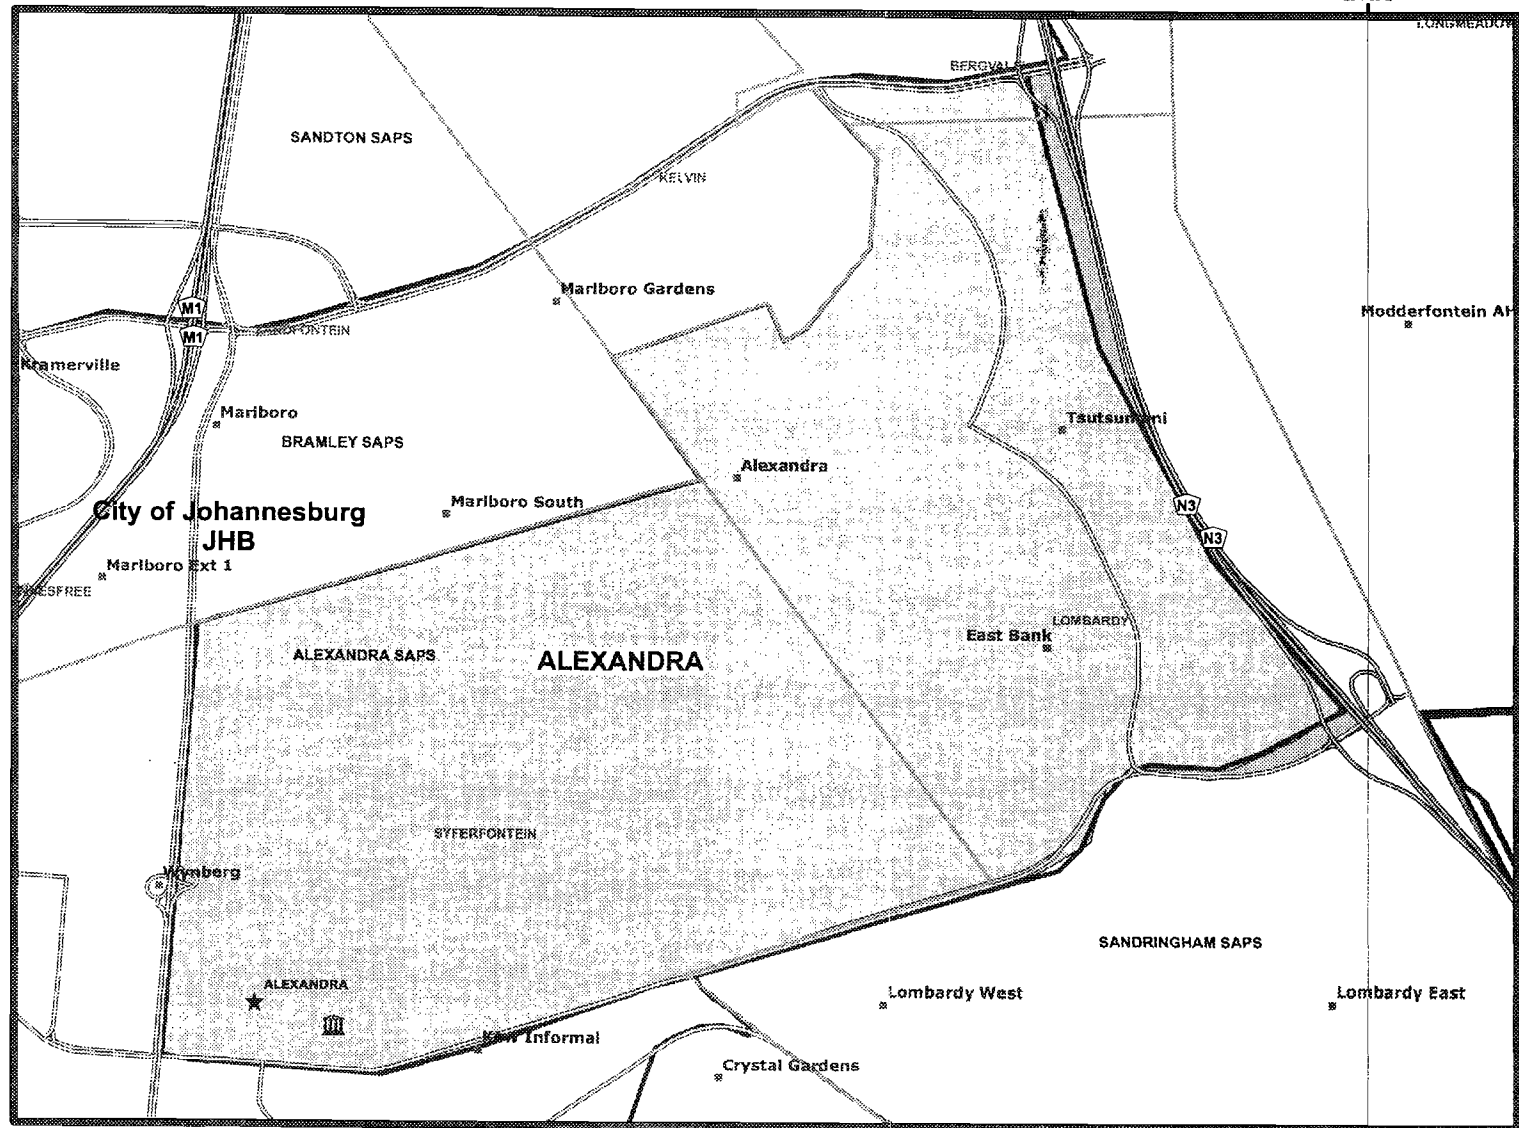 SANDTON SAPS
KELVIN
M1
M1
Marlboro Gardens
Modderfontein AH
Kramerville
Marlboro
BRAMLEY SAPS
Alexandra
Marlboro South
City of Johannesburg
JHB
N3
N3
Marlboro Ext 1
ALEXANDRA SAPS
ALEXANDRA
East Bank
LOMBARDY
SYFERFONTEIN
Wynberg
SANDRINGHAM SAPS
ALEXANDRA
Lombardy West
Lombardy East
Informal
Crystal Gardens